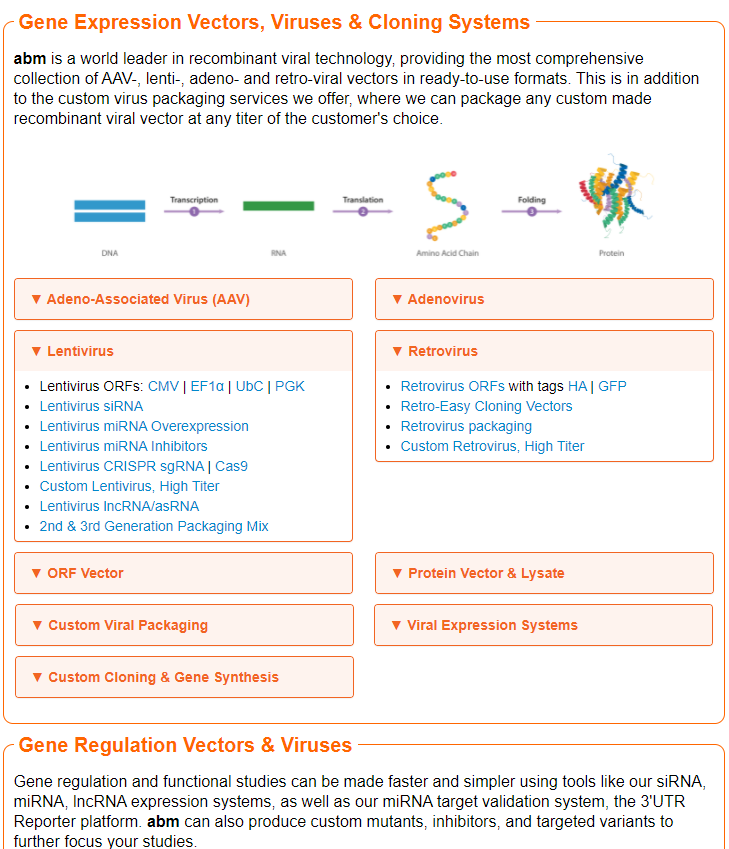 Gene Expression Vectors, Viruses & Cloning Systems
abm is a world leader in recombinant viral technology, providing the most comprehensive
collection of AAV-, lenti-, adeno- and retro-viral vectors in ready-to-use formats. This is in addition
to the custom virus packaging services we offer, where we can package any custom made
recombinant viral vector at any titer of the customer's choice.
Transcription
1
Translation
2
Folding
3
DNA
RNA
Amino Acid Chain
Protein
▼ Adeno-Associated Virus (AAV)
▼ Adenovirus
▼ Lentivirus
• Lentivirus ORFs: CMV | EF1α | UbC | PGK
• Lentivirus siRNA
• Lentivirus miRNA Overexpression
• Lentivirus miRNA Inhibitors
• Lentivirus CRISPR sgRNA | Cas9
• Custom Lentivirus, High Titer
• Lentivirus lncRNA/asRNA
• 2nd & 3rd Generation Packaging Mix
▼ Retrovirus
• Retrovirus ORFs with tags HA | GFP
• Retro-Easy Cloning Vectors
• Retrovirus packaging
• Custom Retrovirus, High Titer
▼ ORF Vector
▼ Protein Vector & Lysate
▼ Custom Viral Packaging
▼ Viral Expression Systems
▼ Custom Cloning & Gene Synthesis
Gene Regulation Vectors & Viruses
Gene regulation and functional studies can be made faster and simpler using tools like our siRNA,
miRNA, lncRNA expression systems, as well as our miRNA target validation system, the 3'UTR
Reporter platform. abm can also produce custom mutants, inhibitors, and targeted variants to
further focus your studies.